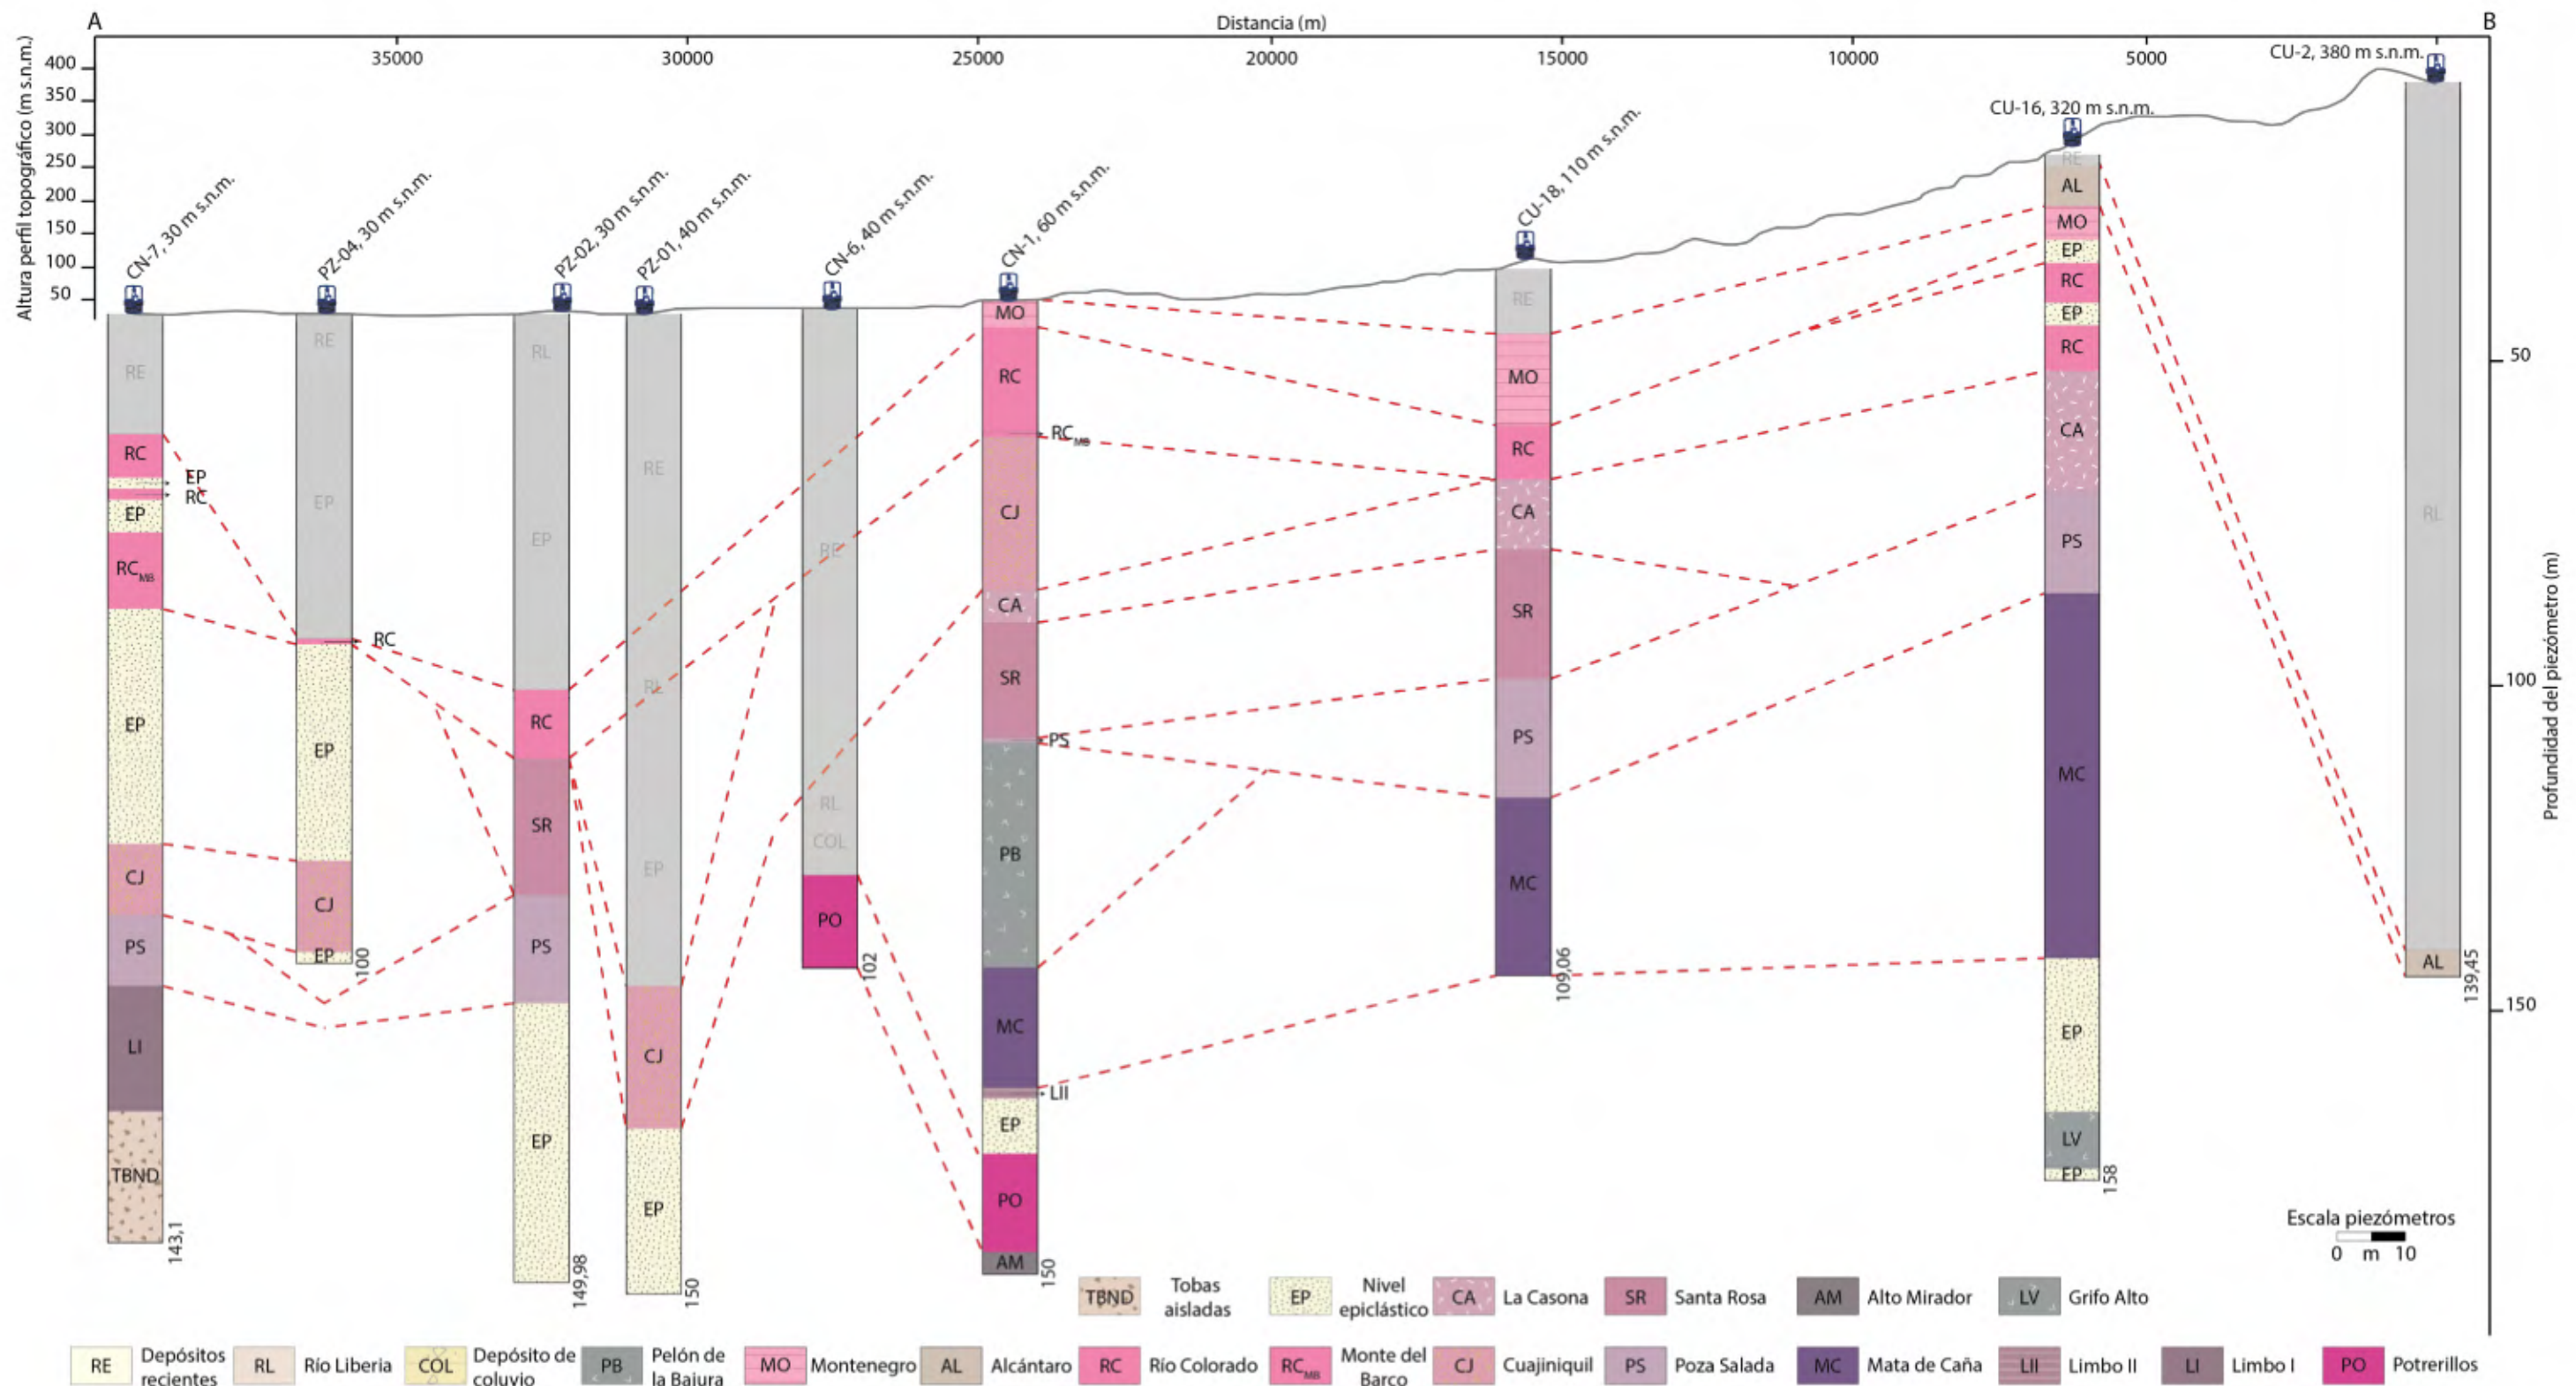 A
Distancia (m)
B
35000
30000
25000
20000
15000
10000
5000
Altura perfil topográfico (m s.n.m.)
400
350
300
250
200
150
100
50
CN-7, 30 m s.n.m.
PZ-04, 30 m s.n.m.
PZ-02, 30 m s.n.m.
PZ-01, 40 m s.n.m.
CN-6, 40 m s.n.m.
CN-1, 60 m s.n.m.
CU-18, 110 m s.n.m.
CU-16, 320 m s.n.m.
CU-2, 380 m s.n.m.
RE
RC
EP
RC
EP
RCMB
EP
CJ
PS
LI
TBND
143,1
RE
EP
RC
EP
CJ
EP
100
RL
EP
RC
SR
PS
EP
149,98
RE
RL
EP
CJ
EP
150
RE
RL
COL
PO
102
MO
RC
RCMB
CJ
CA
SR
PS
PB
MC
LII
EP
PO
AM
150
RE
MO
RC
CA
SR
PS
MC
109,06
RE
AL
MO
EP
RC
EP
RC
CA
PS
MC
EP
LV
EP
158
RL
AL
139,45
50
100
150
Profundidad del piezómetro (m)
Escala piezómetros
0 m 10
TBND Tobas aisladas
EP Nivel epiclástico
CA La Casona
SR Santa Rosa
AM Alto Mirador
LV Grifo Alto
RE Depósitos recientes
RL Río Liberia
COL Depósito de coluvio
PB Pelón de la Bajura
MO Montenegro
AL Alcántaro
RC Río Colorado
RCMB Monte del Barco
CJ Cuajiniquil
PS Poza Salada
MC Mata de Caña
LII Limbo II
LI Limbo I
PO Potrerillos